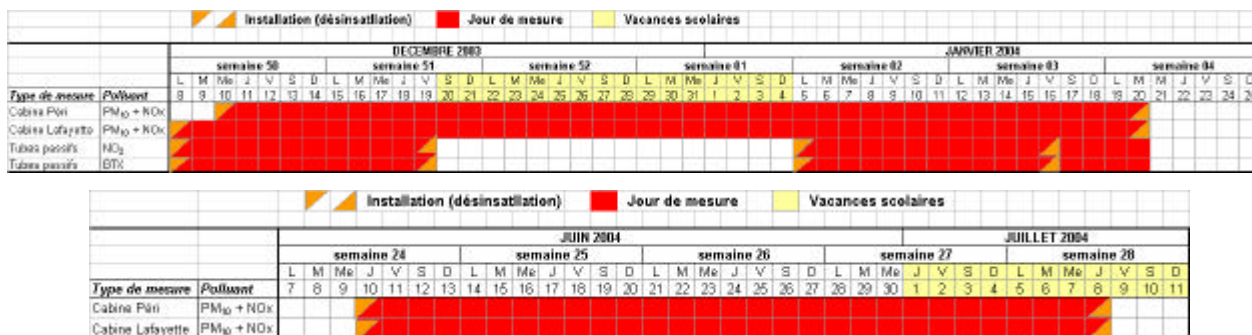 Installation (désinsatllation) Jour de mesure Vacances scolaires
DECEMBRE 2003 JANVIER 2004
semaine 50 semaine 51 semaine 52 semaine 01 semaine 02 semaine 03 semaine 04
L M Me J V S D L M Me J V S D L M Me J V S D L M Me J V S D L M Me J V S D L M Me J V S D L M Me J V S
Type de mesure Polluant 8 9 10 11 12 13 14 15 16 17 18 19 20 21 22 23 24 25 26 27 28 29 30 31 1 2 3 4 5 6 7 8 9 10 11 12 13 14 15 16 17 18 19 20 21 22 23 24
Cabine Péri PM10 + NOx
Cabine Lafayette PM10 + NOx
Tubes passifs NO2
Tubes passifs BTX
Installation (désinsatllation) Jour de mesure Vacances scolaires
JUIN 2004 JUILLET 2004
semaine 24 semaine 25 semaine 26 semaine 27 semaine 28
L M Me J V S D L M Me J V S D L M Me J V S D L M Me J V S D L M Me J V S D
Type de mesure Polluant 7 8 9 10 11 12 13 14 15 16 17 18 19 20 21 22 23 24 25 26 27 28 29 30 1 2 3 4 5 6 7 8 9 10 11
Cabine Péri PM10 + NOx
Cabine Lafayette PM10 + NOx